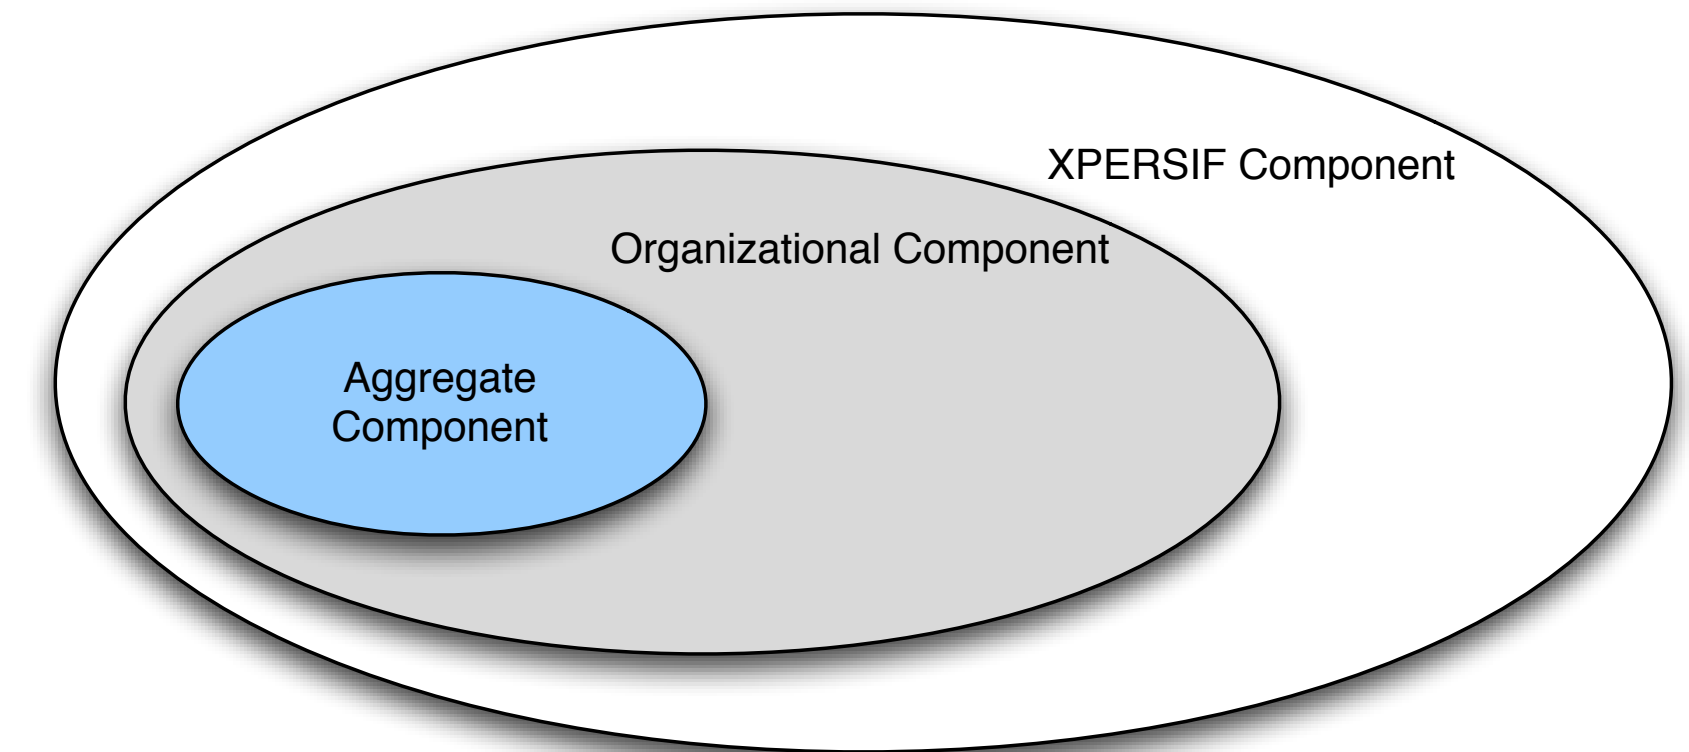 XPERSIF Component
Organizational Component
Aggregate
Component